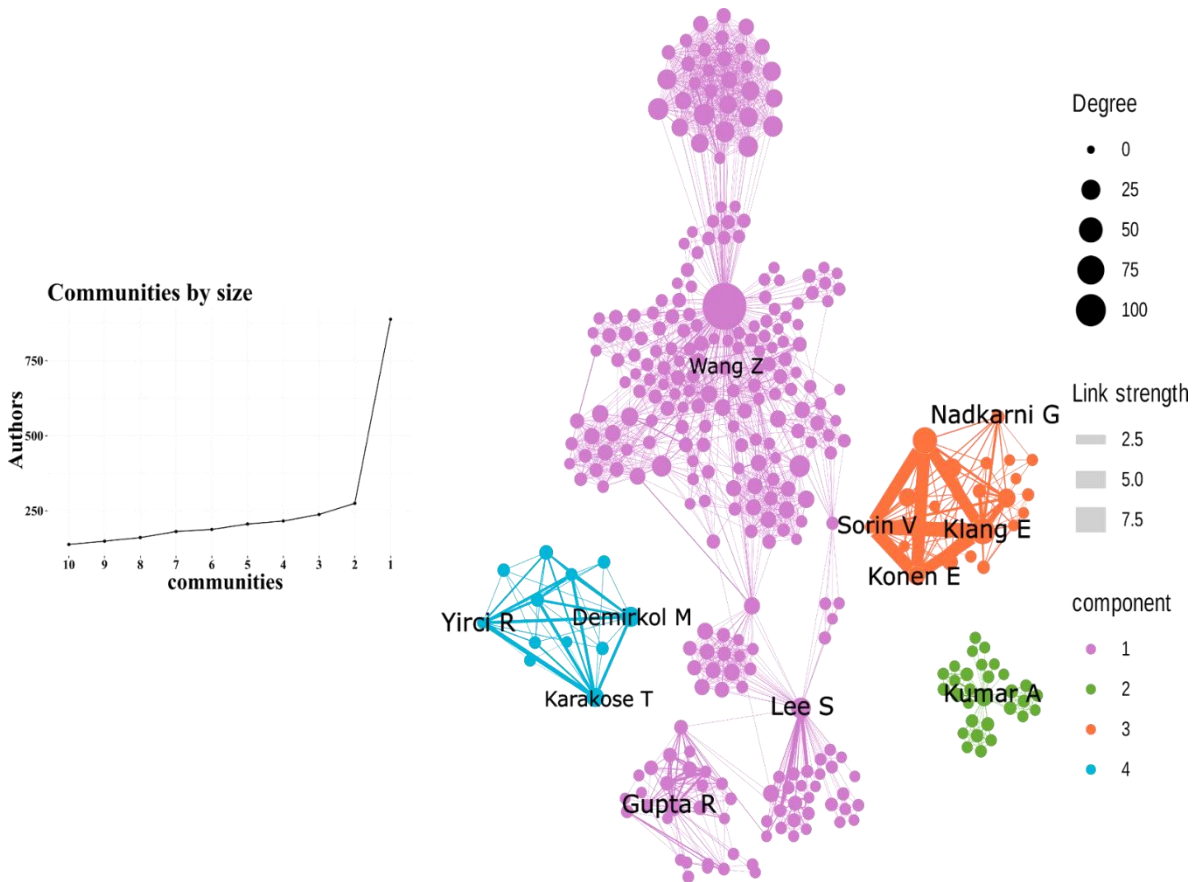 Communities by size
Authors
750
500
250
10 9 8 7 6 5 4 3 2 1
communities
Wang Z
Nadkarni G
Sorin V
Klang E
Konen E
Yirci R
Demirkol M
Karakose T
Kumar A
Lee S
Gupta R
Degree
0
25
50
75
100
Link strength
2.5
5.0
7.5
component
1
2
3
4